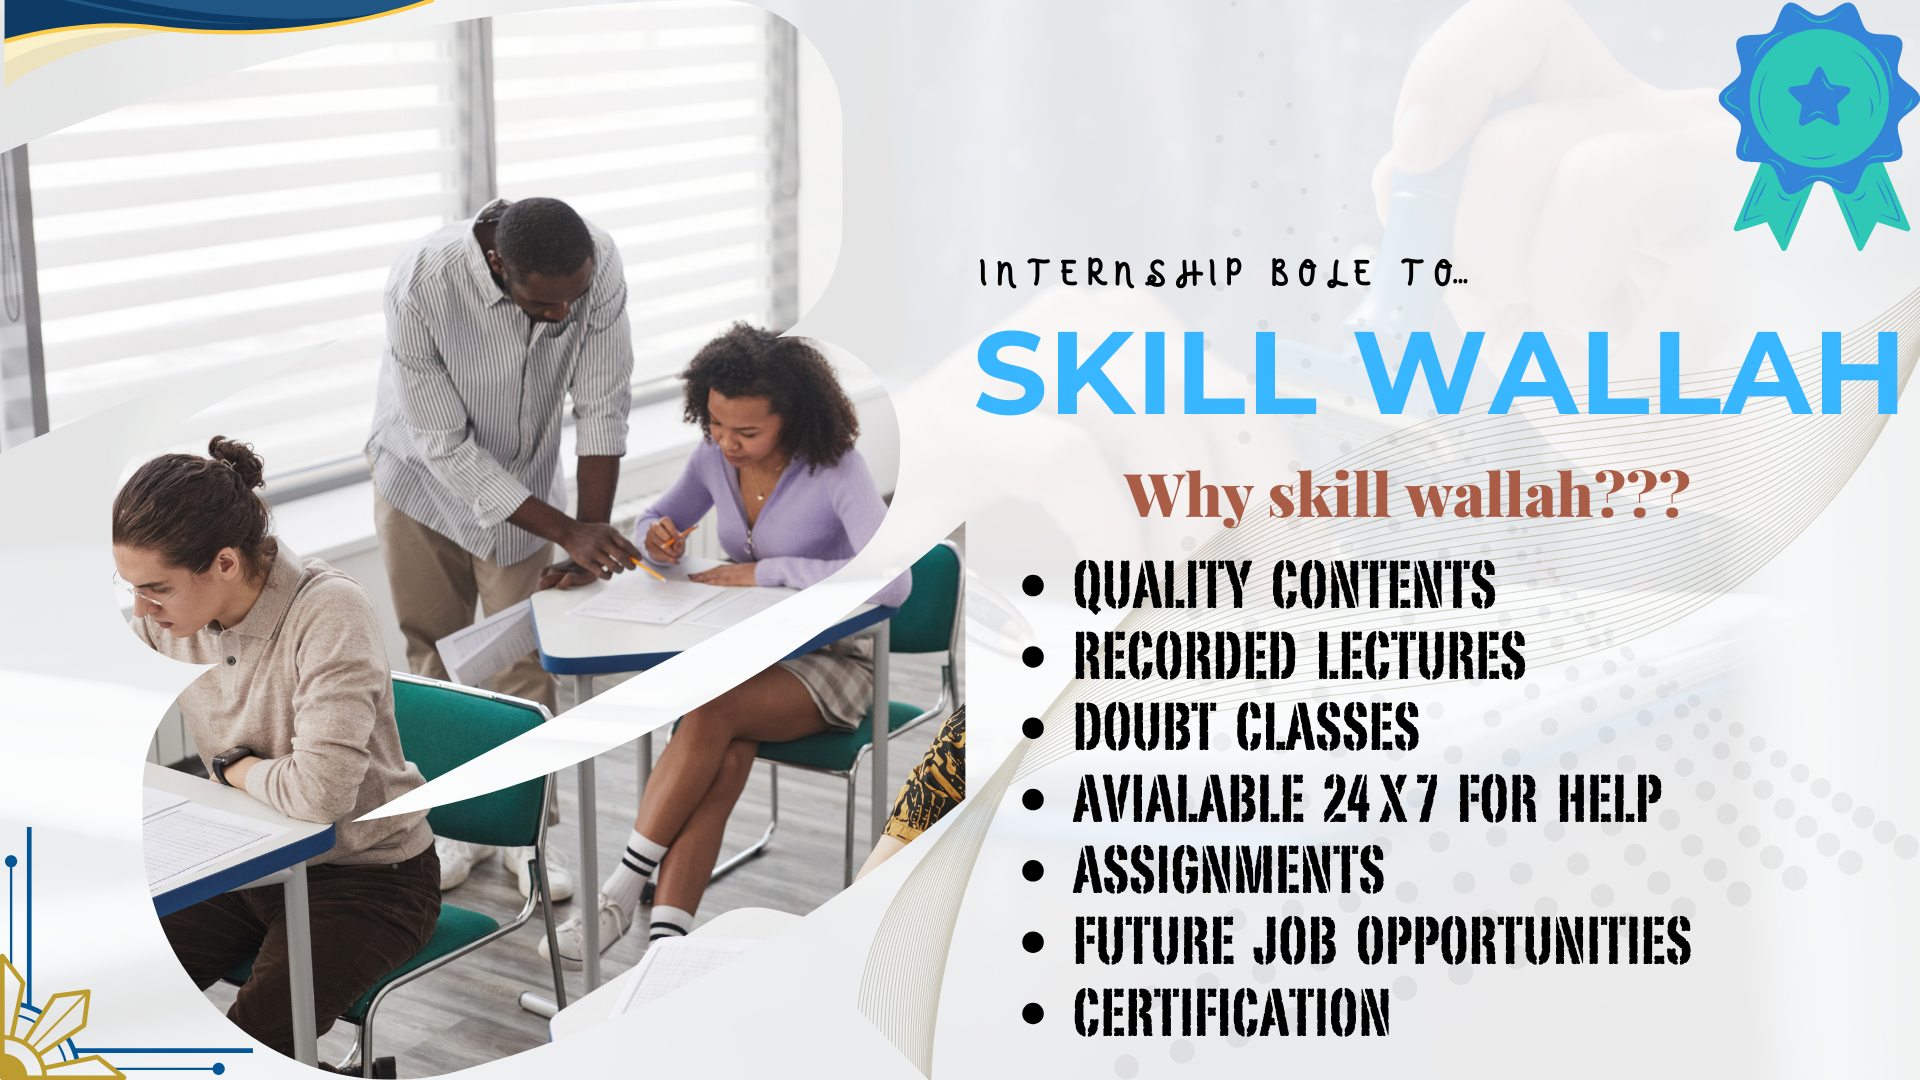 INTERNSHIP BOLE TO...
SKILL WALLAH
Why skill wallah???
• QUALITY CONTENTS
• RECORDED LECTURES
• DOUBT CLASSES
• AVIALABLE 24X7 FOR HELP
• ASSIGNMENTS
• FUTURE JOB OPPORTUNITIES
• CERTIFICATION